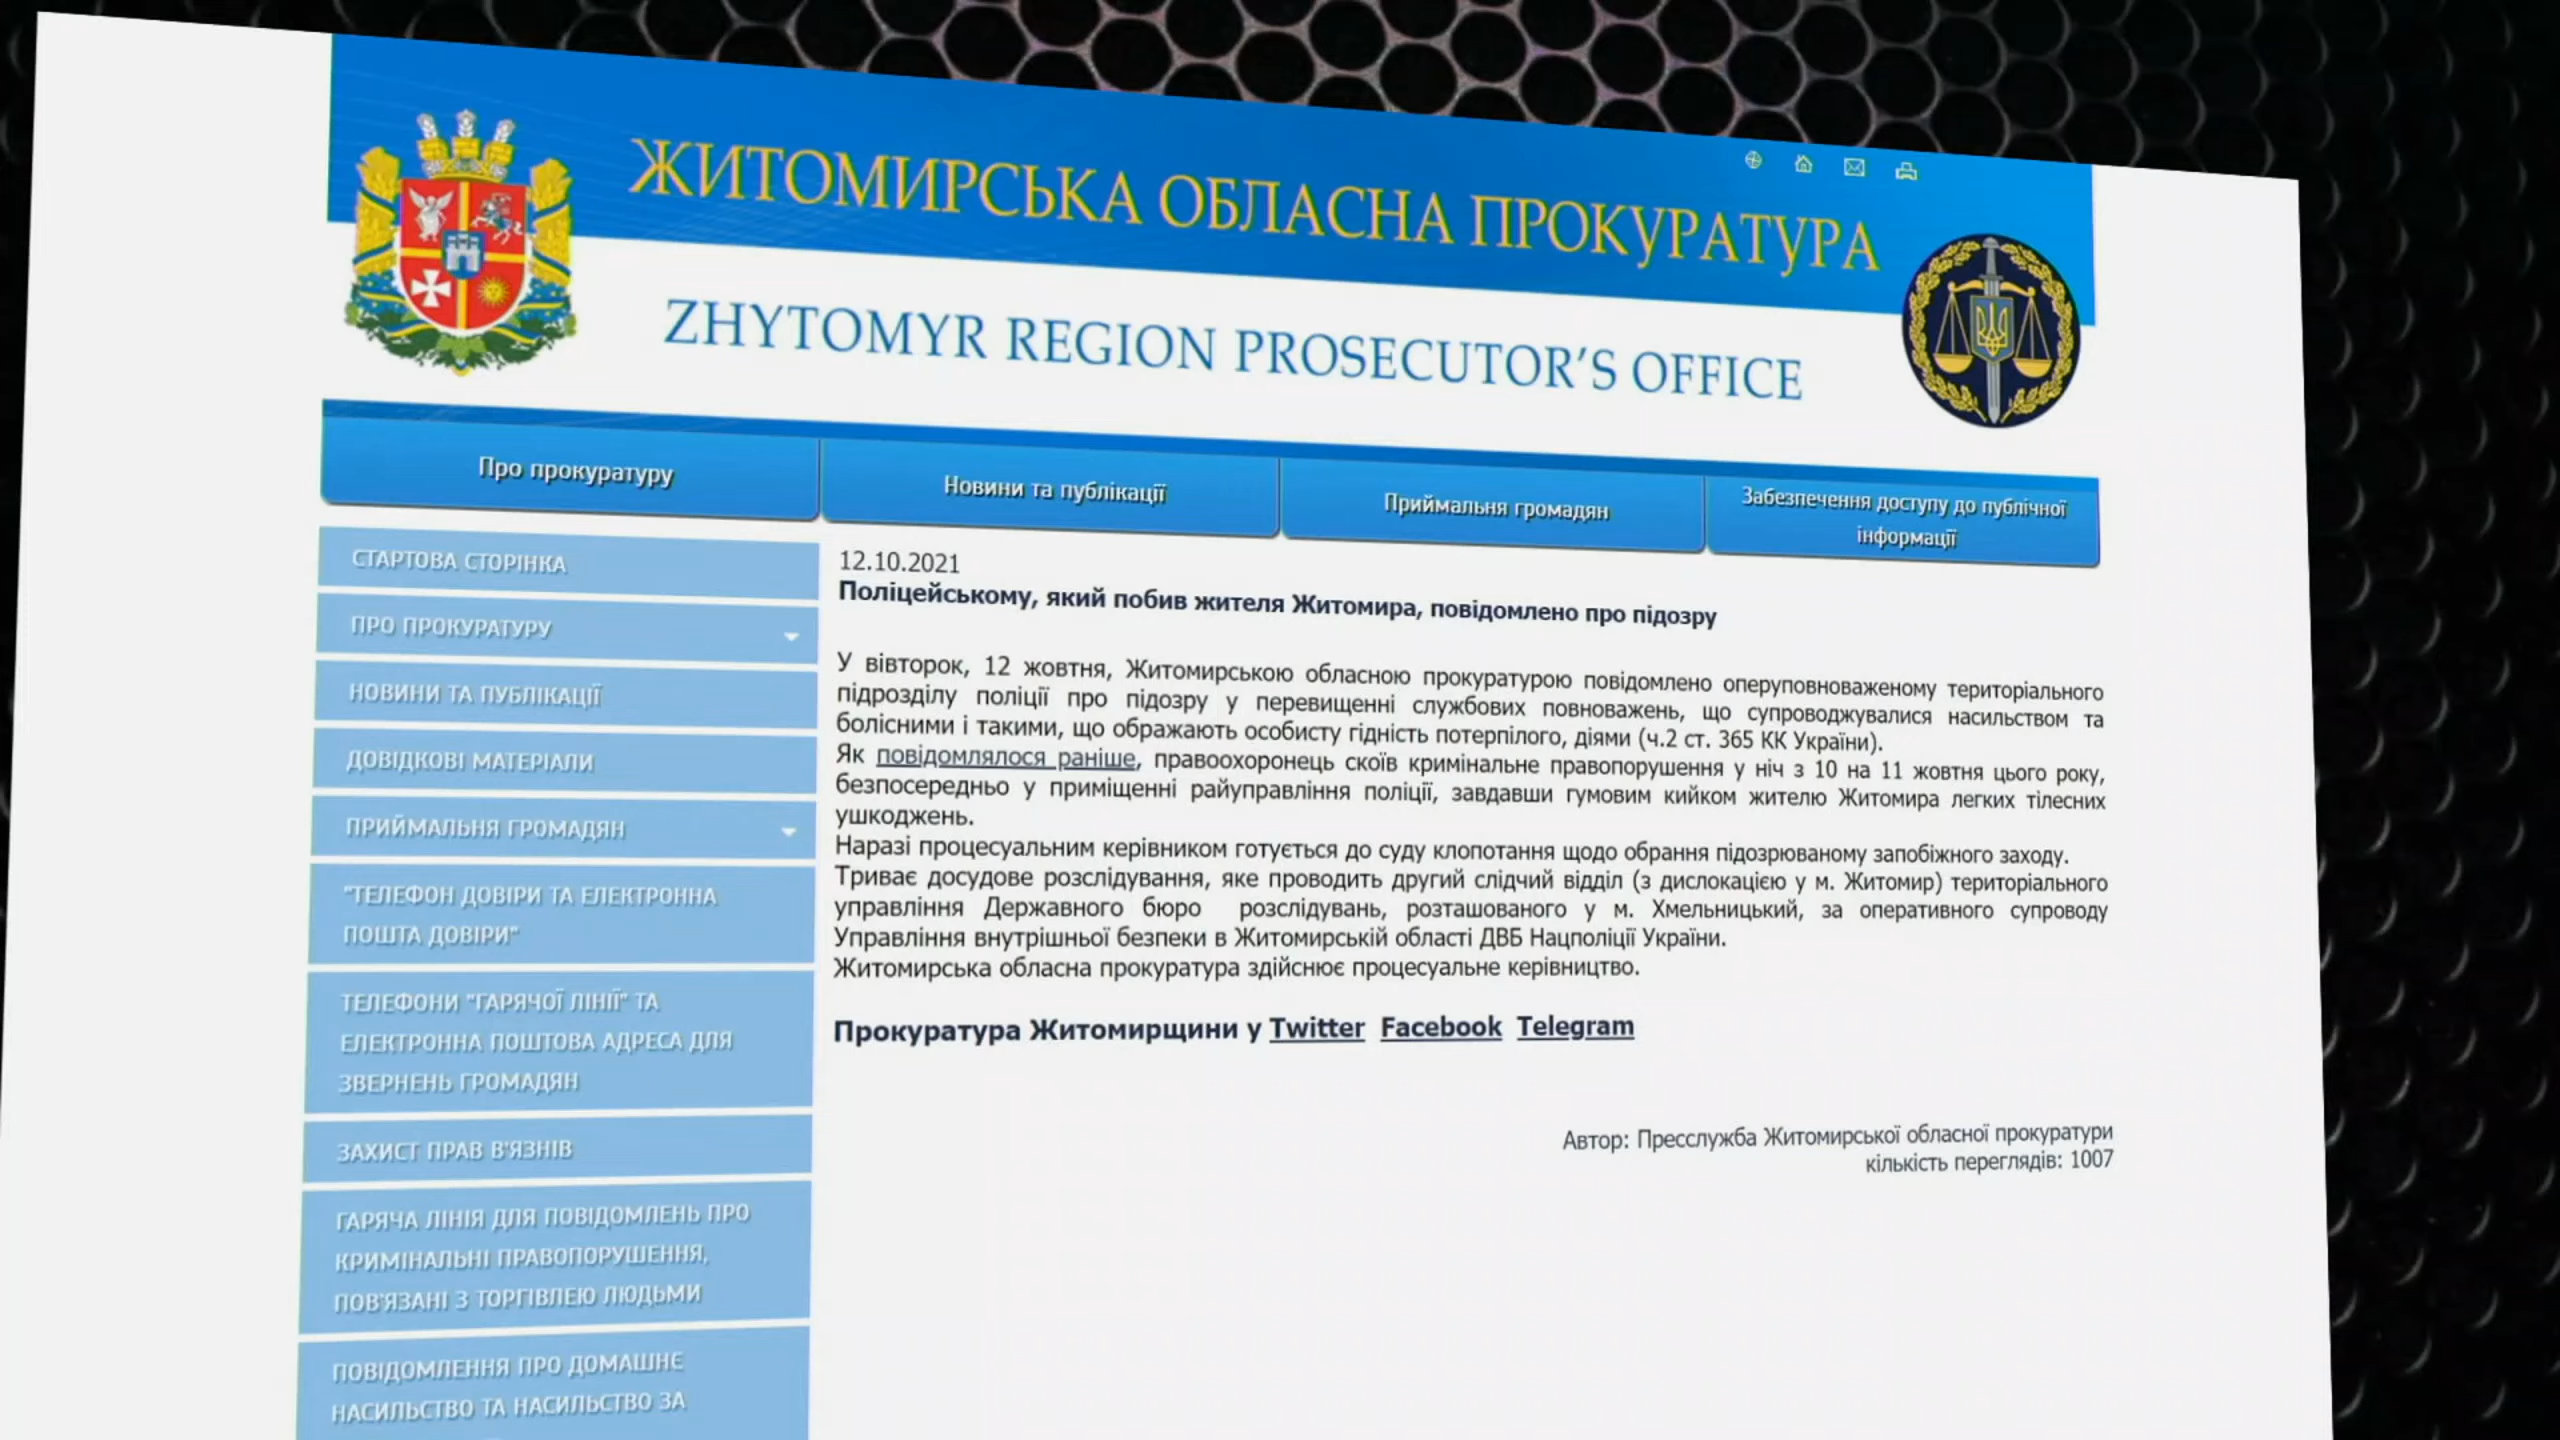 ЖИТОМИРСЬКА ОБЛАСНА ПРОКУРАТУРА
ZHYTOMYR REGION PROSECUTOR'S OFFICE
Про прокуратуру
Новини та публікації
Приймальня громадян
Забезпечення доступу до публічної
інформації
СТАРТОВА СТОРІНКА
ПРО ПРОКУРАТУРУ
НОВИНИ ТА ПУБЛІКАЦІЇ
ДОВІДКОВІ МАТЕРІАЛИ
ПРИЙМАЛЬНЯ ГРОМАДЯН
"ТЕЛЕФОН ДОВІРИ ТА ЕЛЕКТРОННА
ПОШТА ДОВІРИ"
ТЕЛЕФОНИ "ГАРЯЧОЇ ЛІНІЇ" ТА
ЕЛЕКТРОННА ПОШТОВА АДРЕСА ДЛЯ
ЗВЕРНЕНЬ ГРОМАДЯН
ЗАХИСТ ПРАВ В'ЯЗНІВ
ГАРЯЧА ЛІНІЯ ДЛЯ ПОВІДОМЛЕНЬ ПРО
КРИМІНАЛЬНІ ПРАВОПОРУШЕННЯ,
ПОВ'ЯЗАНІ З ТОРГІВЛЕЮ ЛЮДЬМИ
ПОВІДОМЛЕННЯ ПРО ДОМАШНЄ
НАСИЛЬСТВО ТА НАСИЛЬСТВО ЗА
12.10.2021
Поліцейському, який побив жителя Житомира, повідомлено про підозру
У вівторок, 12 жовтня, Житомирською обласною прокуратурою повідомлено оперуповноваженому територіального
підрозділу поліції про підозру у перевищенні службових повноважень, що супроводжувалися насильством та
болісними і такими, що ображають особисту гідність потерпілого, діями (ч.2 ст. 365 КК України).
Як повідомлялося раніше, правоохоронець скоїв кримінальне правопорушення у ніч з 10 на 11 жовтня цього року,
безпосередньо у приміщенні райуправління поліції, завдавши гумовим кийком жителю Житомира легких тілесних
ушкоджень.
Наразі процесуальним керівником готується до суду клопотання щодо обрання підозрюваному запобіжного заходу.
Триває досудове розслідування, яке проводить другий слідчий відділ (з дислокацією у м. Житомир) територіального
управління Державного бюро розслідувань, розташованого у м. Хмельницький, за оперативного супроводу
Управління внутрішньої безпеки в Житомирській області ДВБ Нацполіції України.
Житомирська обласна прокуратура здійснює процесуальне керівництво.
Прокуратура Житомирщини у Twitter Facebook Telegram
Автор: Пресслужба Житомирської обласної прокуратури
кількість переглядів: 1007